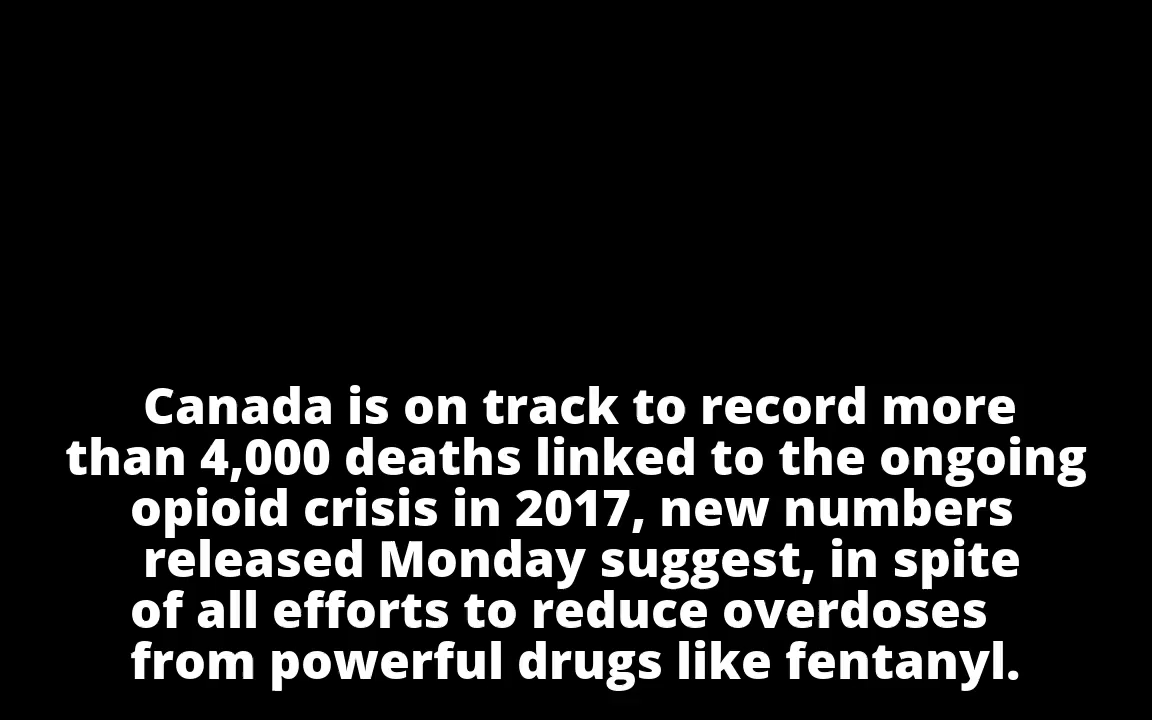 Canada is on track to record more
than 4,000 deaths linked to the ongoing
opioid crisis in 2017, new numbers
released Monday suggest, in spite
of all efforts to reduce overdoses
from powerful drugs like fentanyl.